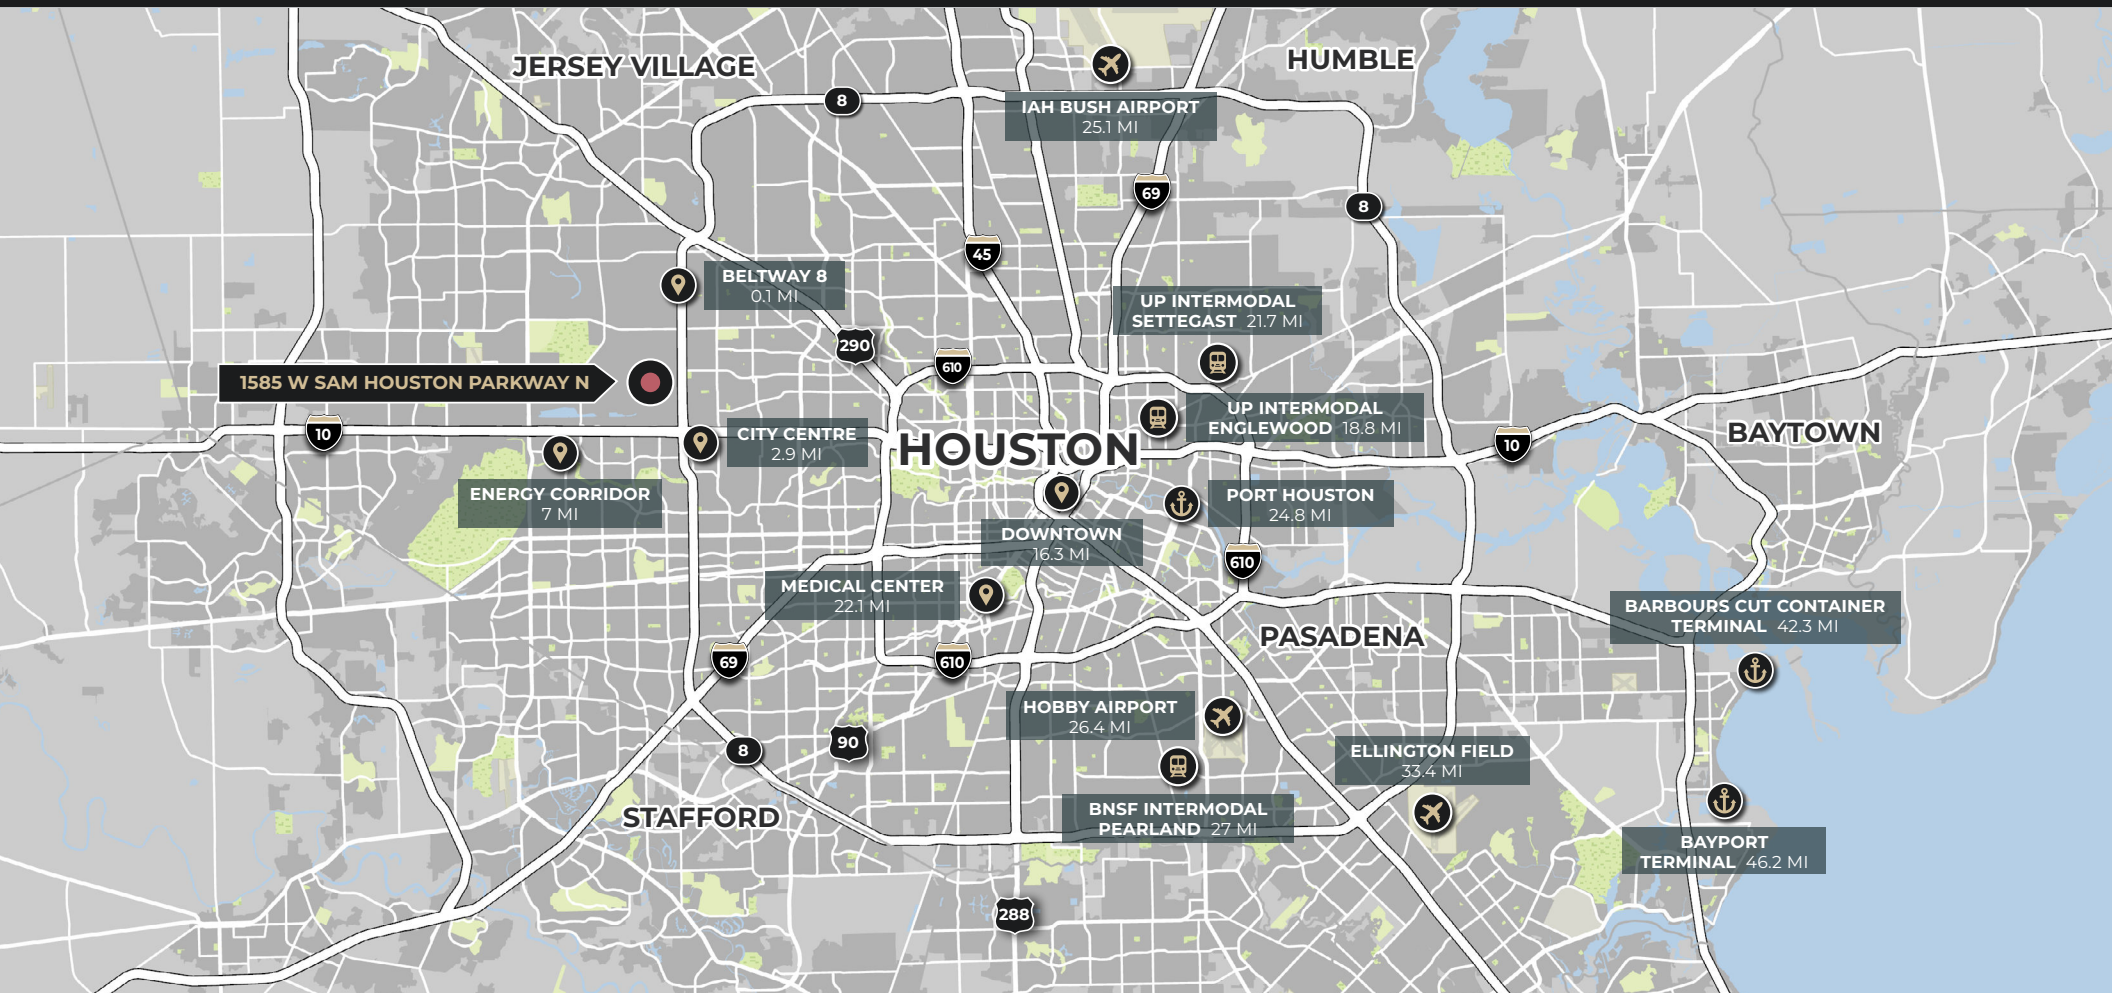 JERSEY VILLAGE
HUMBLE
8
IAH BUSH AIRPORT
25.1 MI
69
8
45
BELTWAY 8
0.1 MI
UP INTERMODAL
SETTEGAST 21.7 MI
290
610
1585 W SAM HOUSTON PARKWAY N
UP INTERMODAL
ENGLEWOOD 18.8 MI
10
CITY CENTRE
2.9 MI
HOUSTON
10
BAYTOWN
ENERGY CORRIDOR
7 MI
PORT HOUSTON
24.8 MI
DOWNTOWN
16.3 MI
610
MEDICAL CENTER
22.1 MI
BARBOURS CUT CONTAINER
TERMINAL 42.3 MI
PASADENA
69
610
HOBBY AIRPORT
26.4 MI
90
8
ELLINGTON FIELD
33.4 MI
STAFFORD
BNSF INTERMODAL
PEARLAND 27 MI
BAYPORT
TERMINAL 46.2 MI
288